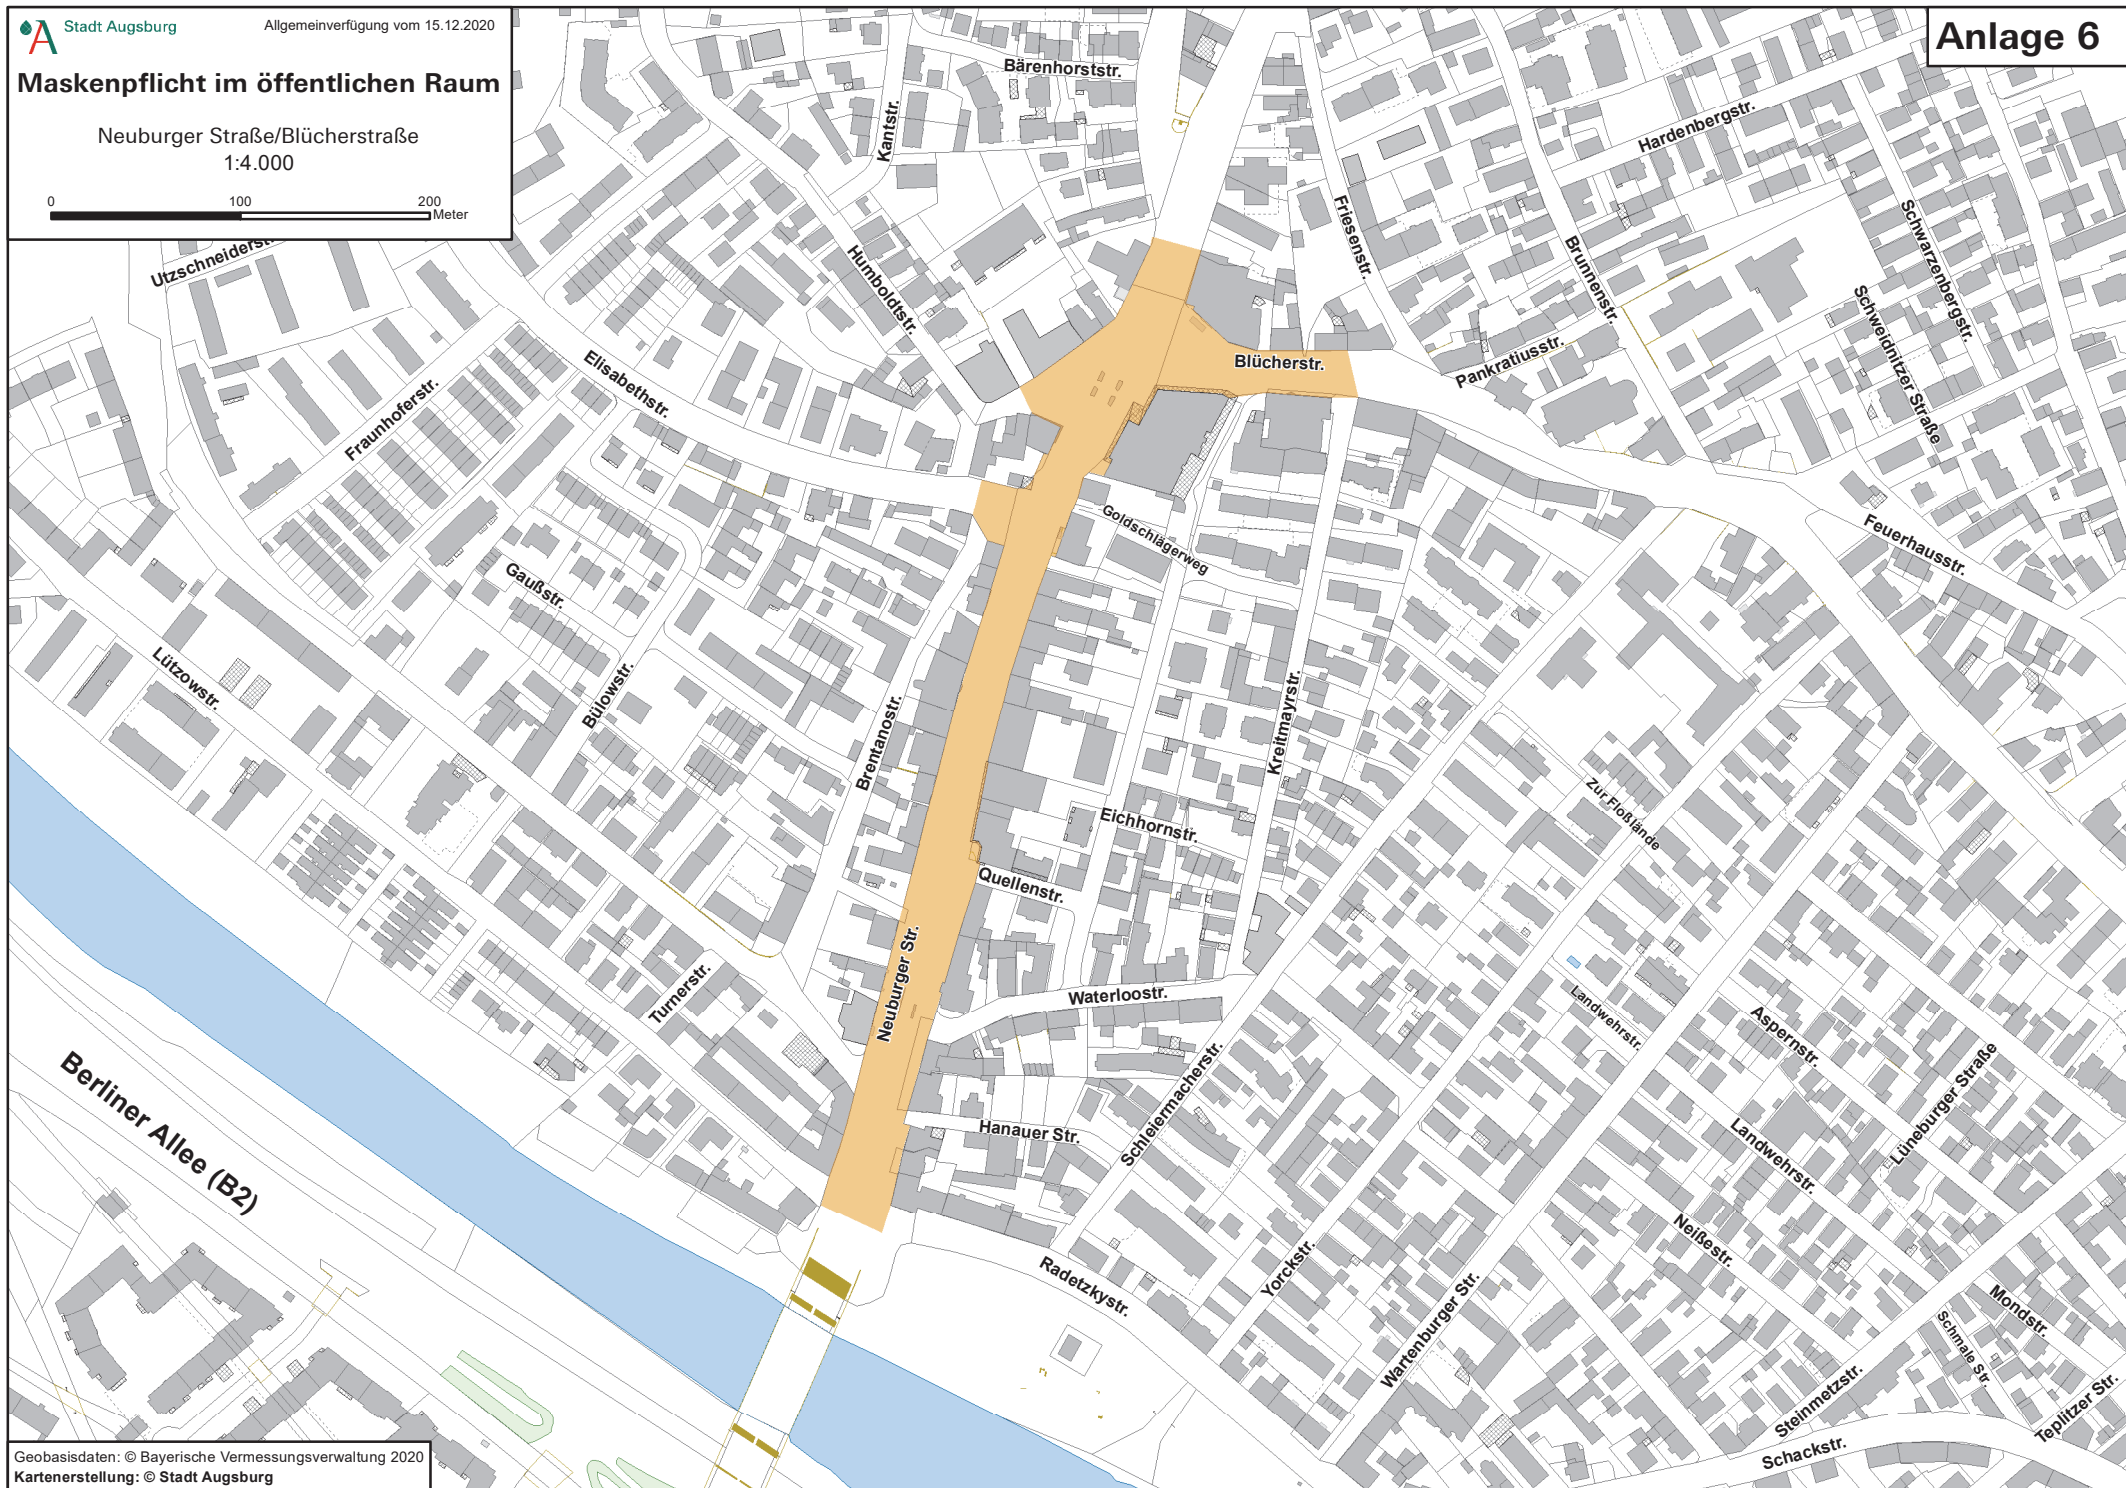 Stadt Augsburg
Allgemeinverfügung vom 15.12.2020
Maskenpflicht im öffentlichen Raum
Neuburger Straße/Blücherstraße
1:4.000
0 100 200
Meter
Anlage 6
Bärenhorststr.
Kantstr.
Hardenbergstr.
Friesenstr.
Schwarzenbergstr.
Utzschneiderstr.
Humboldtstr.
Brunnenstr.
Schweidnitzer Straße
Blücherstr.
Pankratiusstr.
Elisabethstr.
Fraunhoferstr.
Goldschlägerweg
Feuerhausstr.
Gaußstr.
Lützowstr.
Bülowstr.
Brentanostr.
Kreitmayrstr.
Zur Floßlände
Eichhornstr.
Quellenstr.
Neuburger Str.
Turnerstr.
Waterloostr.
Landwehrstr.
Aspernstr.
Lüneburger Straße
Schleiermacherstr.
Hanauer Str.
Landwehrstr.
Berliner Allee (B2)
Neißestr.
Radetzkystr.
Yorckstr.
Wartenburger Str.
Mondstr.
Schmale Str.
Steinmetzstr.
Teplitzer Str.
Schackstr.
Geobasisdaten: © Bayerische Vermessungsverwaltung 2020
Kartenerstellung: © Stadt Augsburg